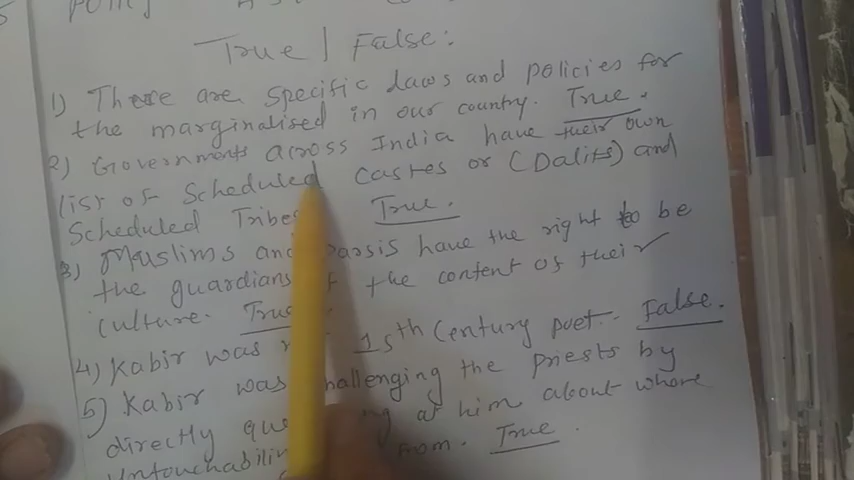 True | False:
1) There are specific laws and policies for
the marginalised in our country. True.
2) Governments across India have their own
list of Scheduled Castes or (Dalits) and
Scheduled Tribes True.
3) Muslims and Parsis have the right to be
the guardians of the content of their
culture. True
4) Kabir was 15th Century poet. False.
5) Kabir was challenging the priests by
directly at him about where
from. True.